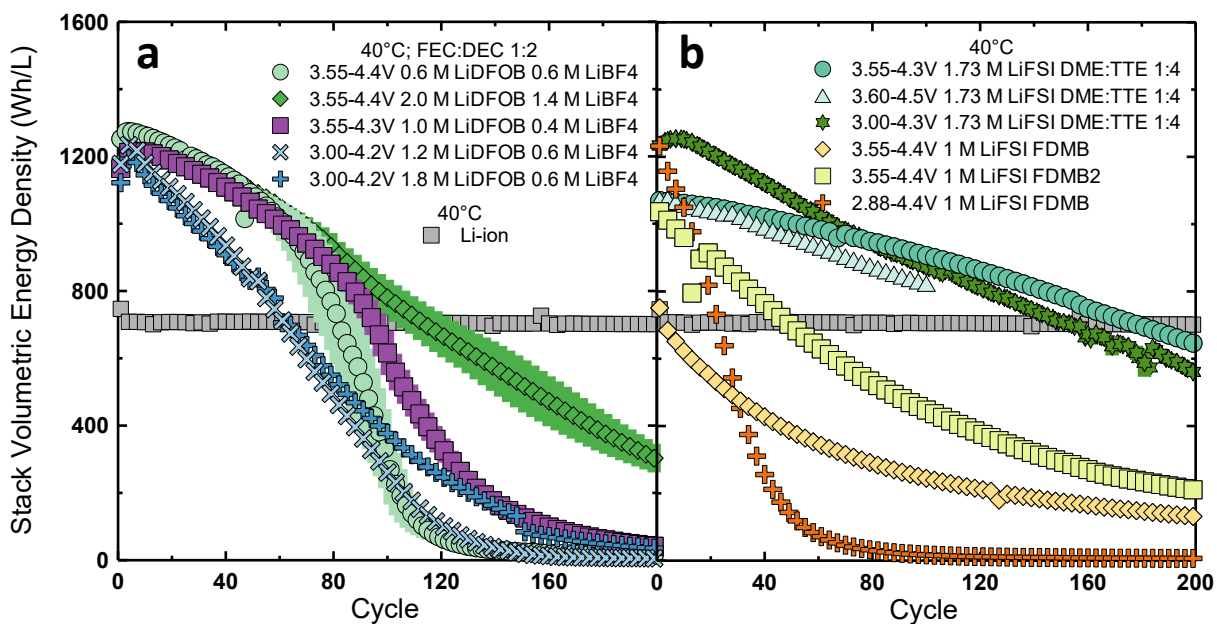 Stack Volumetric Energy Density (Wh/L)
1600
1200
800
400
0
a
40°C; FEC:DEC 1:2
3.55-4.4V 0.6 M LiDFOB 0.6 M LiBF4
3.55-4.4V 2.0 M LiDFOB 1.4 M LiBF4
3.55-4.3V 1.0 M LiDFOB 0.4 M LiBF4
3.00-4.2V 1.2 M LiDFOB 0.6 M LiBF4
3.00-4.2V 1.8 M LiDFOB 0.6 M LiBF4
40°C
Li-ion
0 40 80 120 160
Cycle
b
40°C
3.55-4.3V 1.73 M LiFSI DME:TTE 1:4
3.60-4.5V 1.73 M LiFSI DME:TTE 1:4
3.00-4.3V 1.73 M LiFSI DME:TTE 1:4
3.55-4.4V 1 M LiFSI FDMB
3.55-4.4V 1 M LiFSI FDMB2
2.88-4.4V 1 M LiFSI FDMB
0 40 80 120 160 200
Cycle